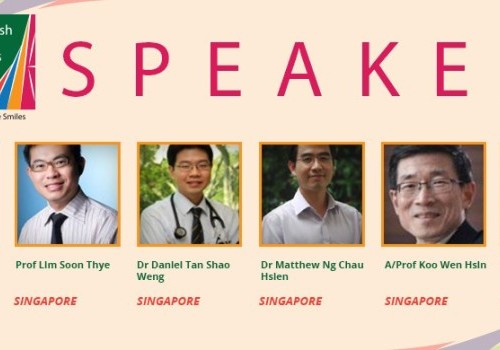 sh
s
e Smiles
SPEAKE
Prof Lim Soon Thye
Dr Daniel Tan Shao
Weng
Dr Matthew Ng Chau
Hsien
A/Prof Koo Wen Hsin
SINGAPORE
SINGAPORE
SINGAPORE
SINGAPORE